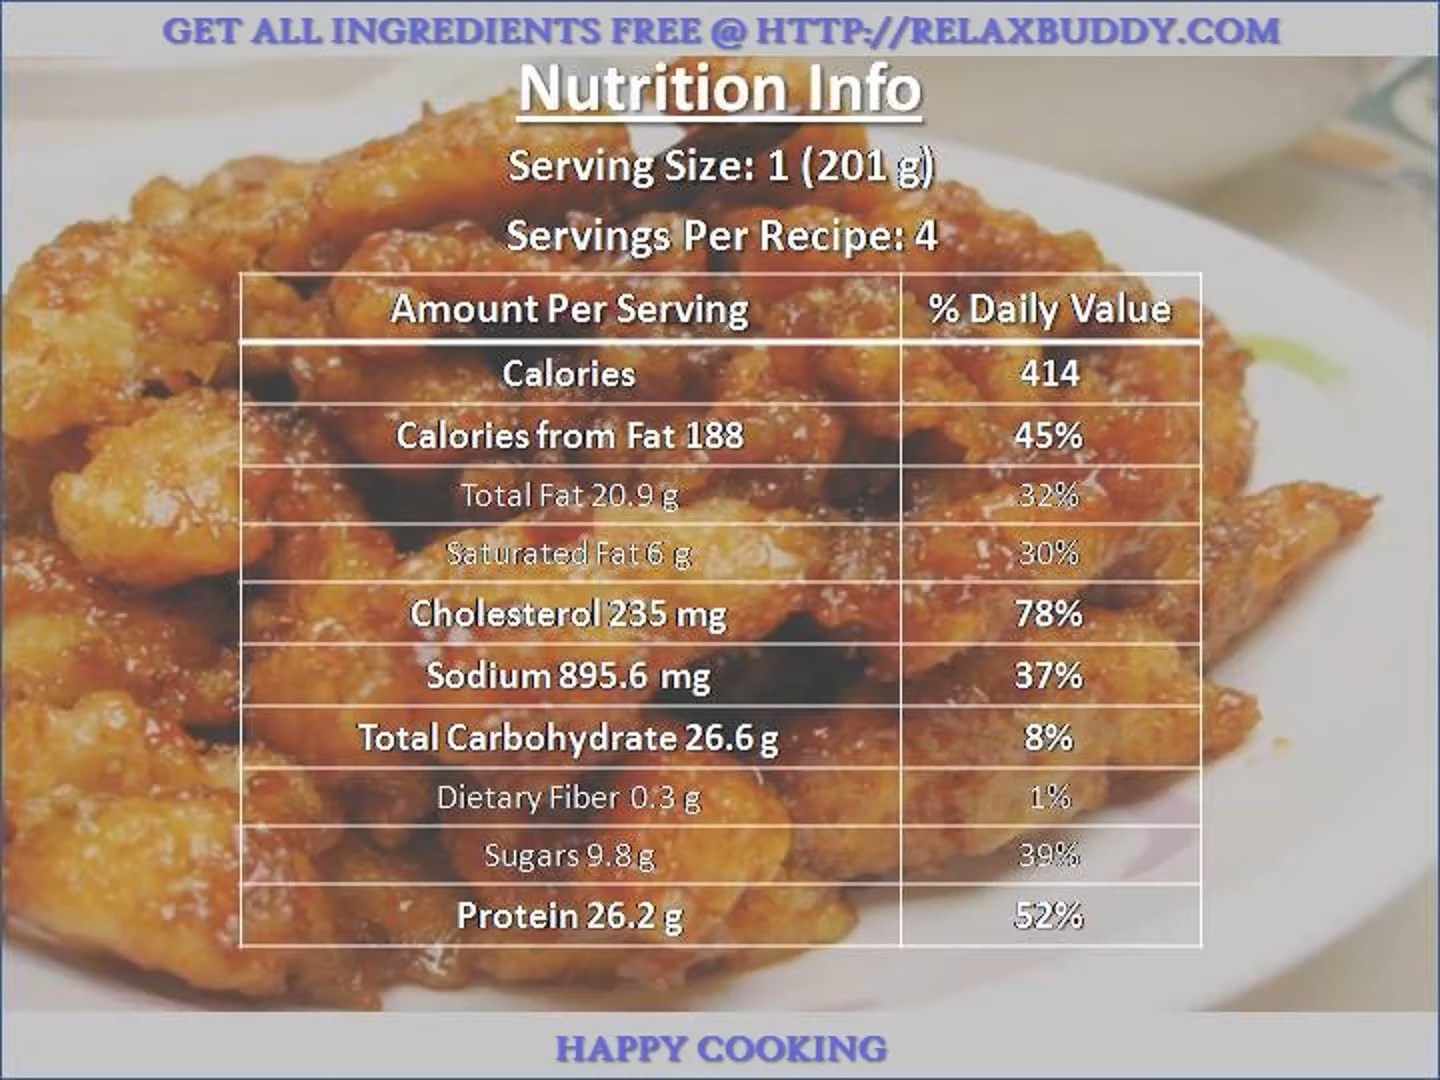 GET ALL INGREDIENTS FREE @ HTTP://RELAXBUDDY.COM
Nutrition Info
Serving Size: 1 (201 g)
Servings Per Recipe: 4
Amount Per Serving % Daily Value
Calories 414
Calories from Fat 188 45%
Total Fat 20.9 g 32%
Saturated Fat 6 g 30%
Cholesterol 235 mg 78%
Sodium 895.6 mg 37%
Total Carbohydrate 26.6 g 8%
Dietary Fiber 0.3 g 1%
Sugars 9.8 g 39%
Protein 26.2 g 52%
HAPPY COOKING